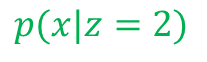 p(x|z = 2)